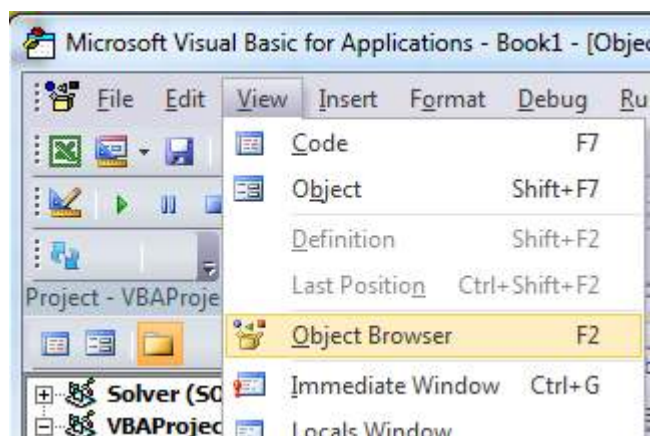 Microsoft Visual Basic for Applications - Book1 - [Objec
File Edit View Insert Format Debug Ru
Code F7
Object Shift+F7
Definition Shift+F2
Last Position Ctrl+Shift+F2
Project - VBAProje
Object Browser F2
Immediate Window Ctrl+G
Solver (SO
Locals Window
VBAProjec